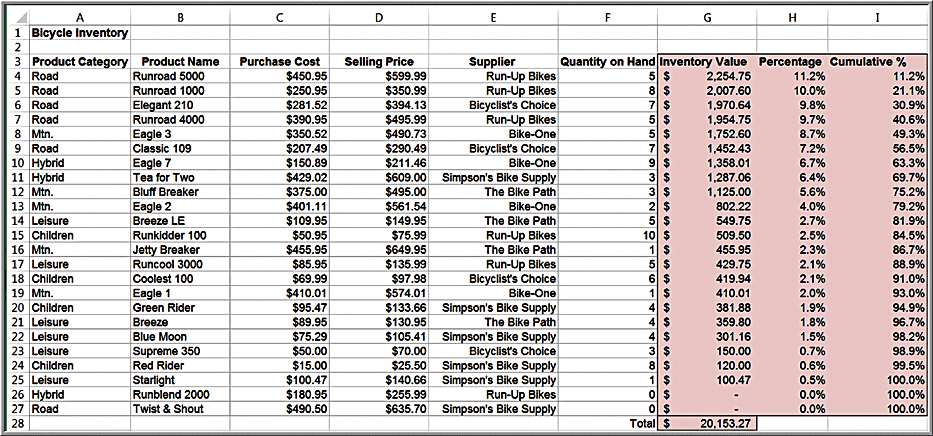 A B C D E F G H I
1 Bicycle Inventory
2
3 Product Category Product Name Purchase Cost Selling Price Supplier Quantity on Hand Inventory Value Percentage Cumulative %
4 Road Runroad 5000 $450.95 $599.99 Run-Up Bikes 5 $ 2,254.75 11.2% 11.2%
5 Road Runroad 1000 $250.95 $350.99 Run-Up Bikes 8 $ 2,007.60 10.0% 21.1%
6 Road Elegant 210 $281.52 $394.13 Bicyclist's Choice 7 $ 1,970.64 9.8% 30.9%
7 Road Runroad 4000 $390.95 $495.99 Run-Up Bikes 5 $ 1,954.75 9.7% 40.6%
8 Mtn. Eagle 3 $350.52 $490.73 Bike-One 5 $ 1,752.60 8.7% 49.3%
9 Road Classic 109 $207.49 $290.49 Bicyclist's Choice 7 $ 1,452.43 7.2% 56.5%
10 Hybrid Eagle 7 $150.89 $211.46 Bike-One 9 $ 1,358.01 6.7% 63.3%
11 Hybrid Tea for Two $429.02 $609.00 Simpson's Bike Supply 3 $ 1,287.06 6.4% 69.7%
12 Mtn. Bluff Breaker $375.00 $495.00 The Bike Path 3 $ 1,125.00 5.6% 75.2%
13 Mtn. Eagle 2 $401.11 $561.54 Bike-One 2 $ 802.22 4.0% 79.2%
14 Leisure Breeze LE $109.95 $149.95 The Bike Path 5 $ 549.75 2.7% 81.9%
15 Children Runkidder 100 $50.95 $75.99 Run-Up Bikes 10 $ 509.50 2.5% 84.5%
16 Mtn. Jetty Breaker $455.95 $649.95 The Bike Path 1 $ 455.95 2.3% 86.7%
17 Leisure Runcool 3000 $85.95 $135.99 Run-Up Bikes 5 $ 429.75 2.1% 88.9%
18 Children Coolest 100 $69.99 $97.98 Bicyclist's Choice 6 $ 419.94 2.1% 91.0%
19 Mtn. Eagle 1 $410.01 $574.01 Bike-One 1 $ 410.01 2.0% 93.0%
20 Children Green Rider $95.47 $133.66 Simpson's Bike Supply 4 $ 381.88 1.9% 94.9%
21 Leisure Breeze $89.95 $130.95 The Bike Path 4 $ 359.80 1.8% 96.7%
22 Leisure Blue Moon $75.29 $105.41 Simpson's Bike Supply 4 $ 301.16 1.5% 98.2%
23 Leisure Supreme 350 $50.00 $70.00 Bicyclist's Choice 3 $ 150.00 0.7% 98.9%
24 Children Red Rider $15.00 $25.50 Simpson's Bike Supply 8 $ 120.00 0.6% 99.5%
25 Leisure Starlight $100.47 $140.66 Simpson's Bike Supply 1 $ 100.47 0.5% 100.0%
26 Hybrid Runblend 2000 $180.95 $255.99 Run-Up Bikes 0 $ - 0.0% 100.0%
27 Road Twist & Shout $490.50 $635.70 Simpson's Bike Supply 0 $ - 0.0% 100.0%
28 Total $ 20,153.27